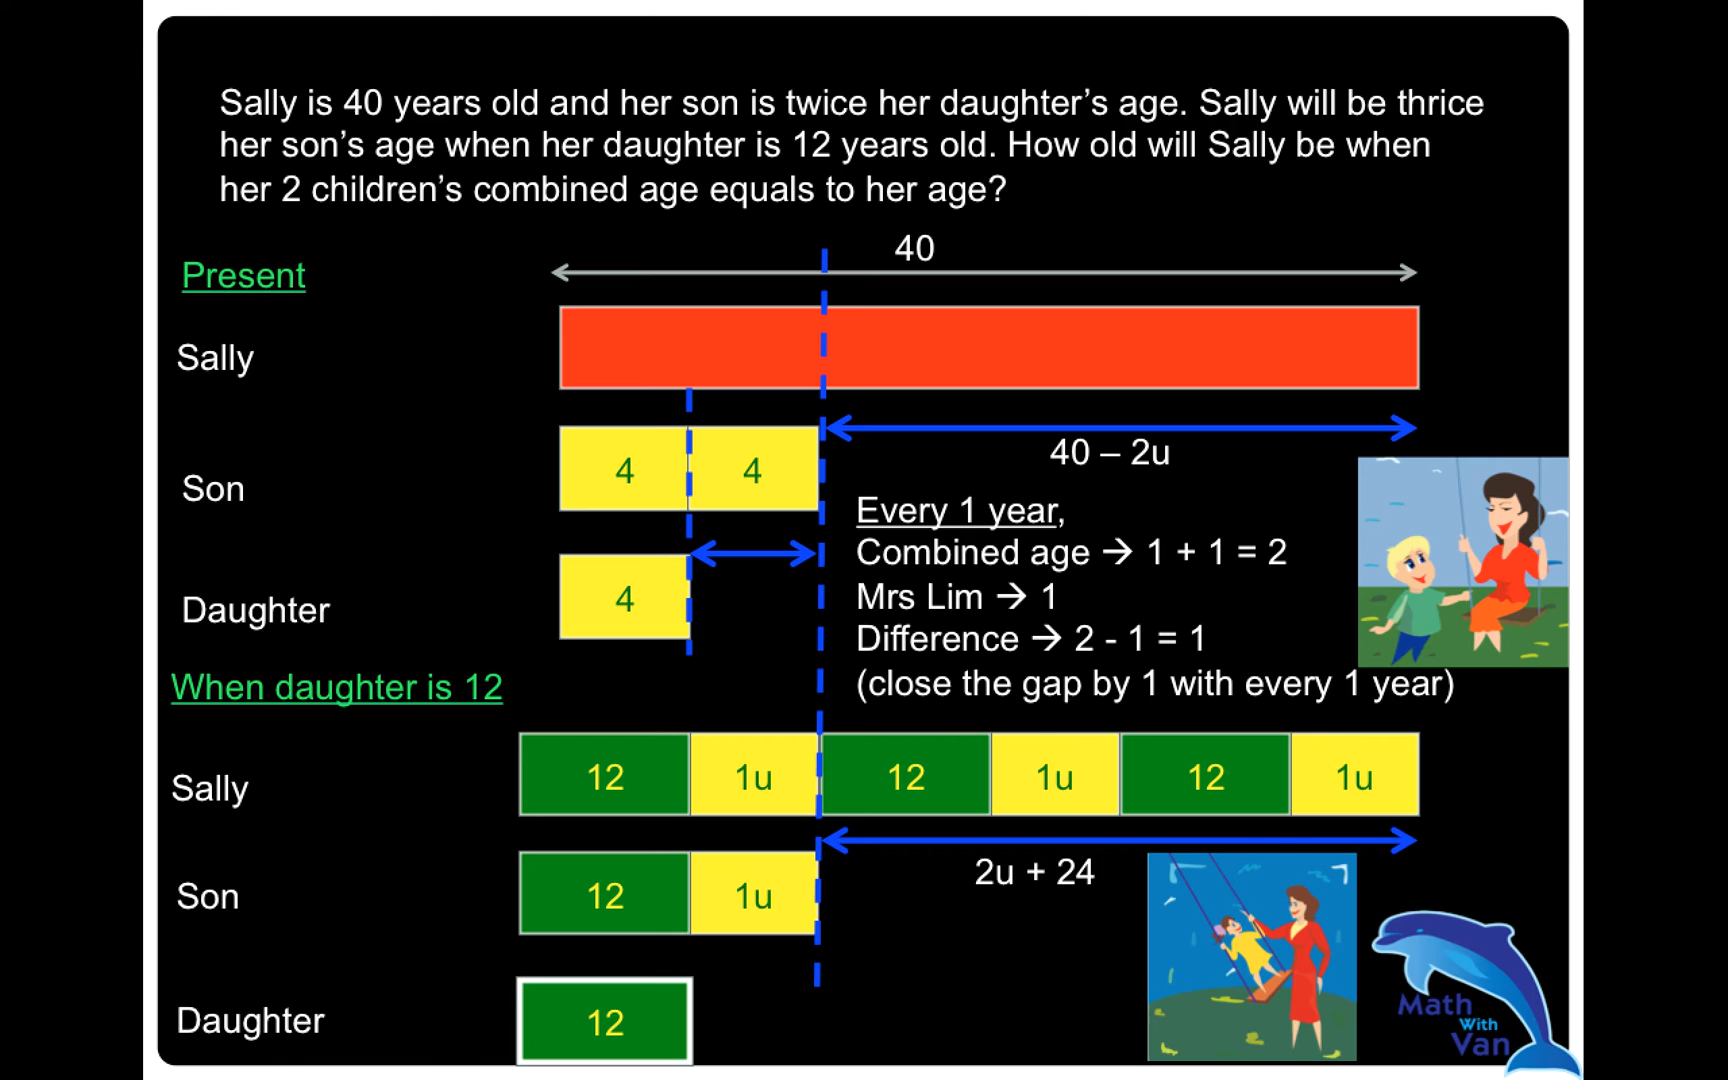 Sally is 40 years old and her son is twice her daughter’s age. Sally will be thrice
her son’s age when her daughter is 12 years old. How old will Sally be when
her 2 children’s combined age equals to her age?
40
Present
Sally
40 – 2u
Son
4
4
Every 1 year,
Combined age → 1 + 1 = 2
Mrs Lim → 1
Difference → 2 - 1 = 1
(close the gap by 1 with every 1 year)
Daughter
4
When daughter is 12
Sally
12
1u
12
1u
12
1u
2u + 24
Son
12
1u
Daughter
12
Math
With
Van